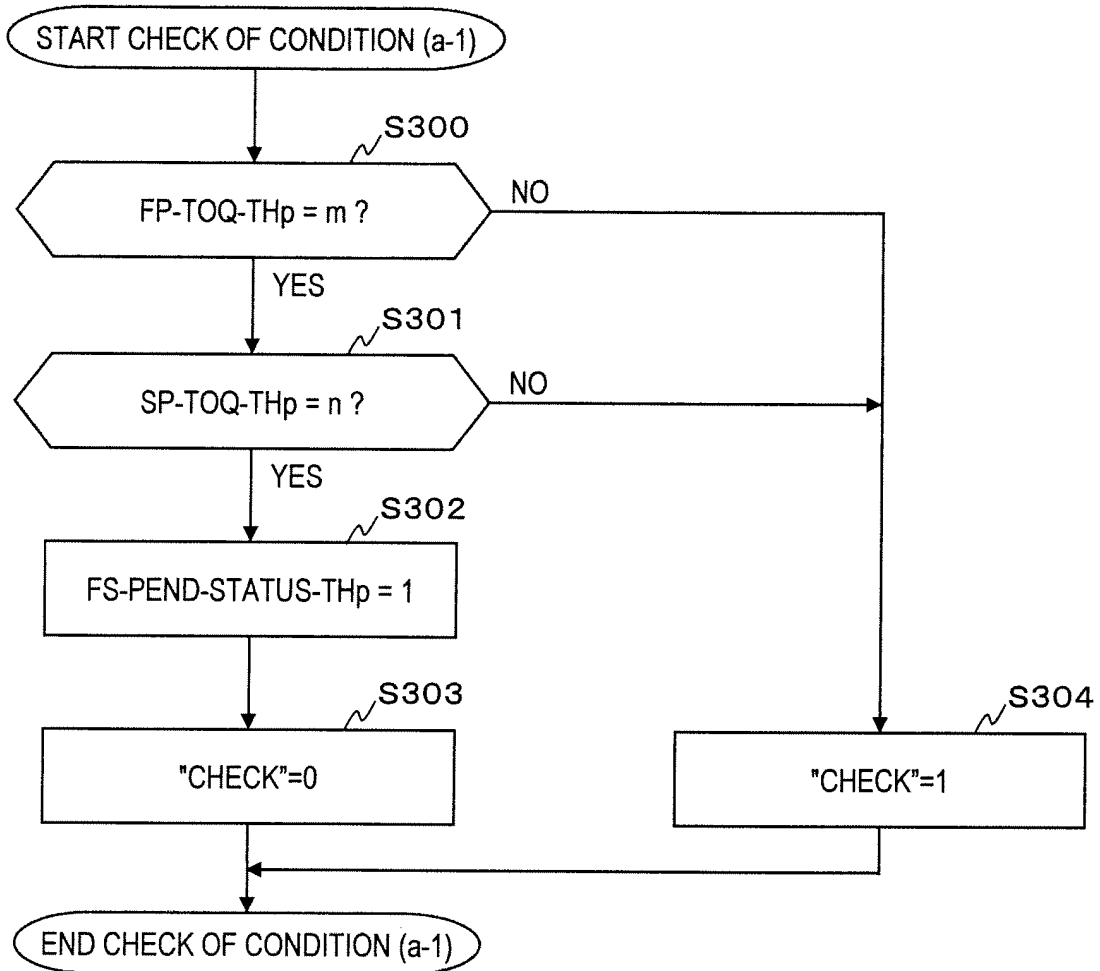 START CHECK OF CONDITION (a-1)
S300
FP-TOQ-THp = m ?
NO
YES
S301
SP-TOQ-THp = n ?
NO
YES
S302
FS-PEND-STATUS-THp = 1
S303
"CHECK"=0
S304
"CHECK"=1
END CHECK OF CONDITION (a-1)